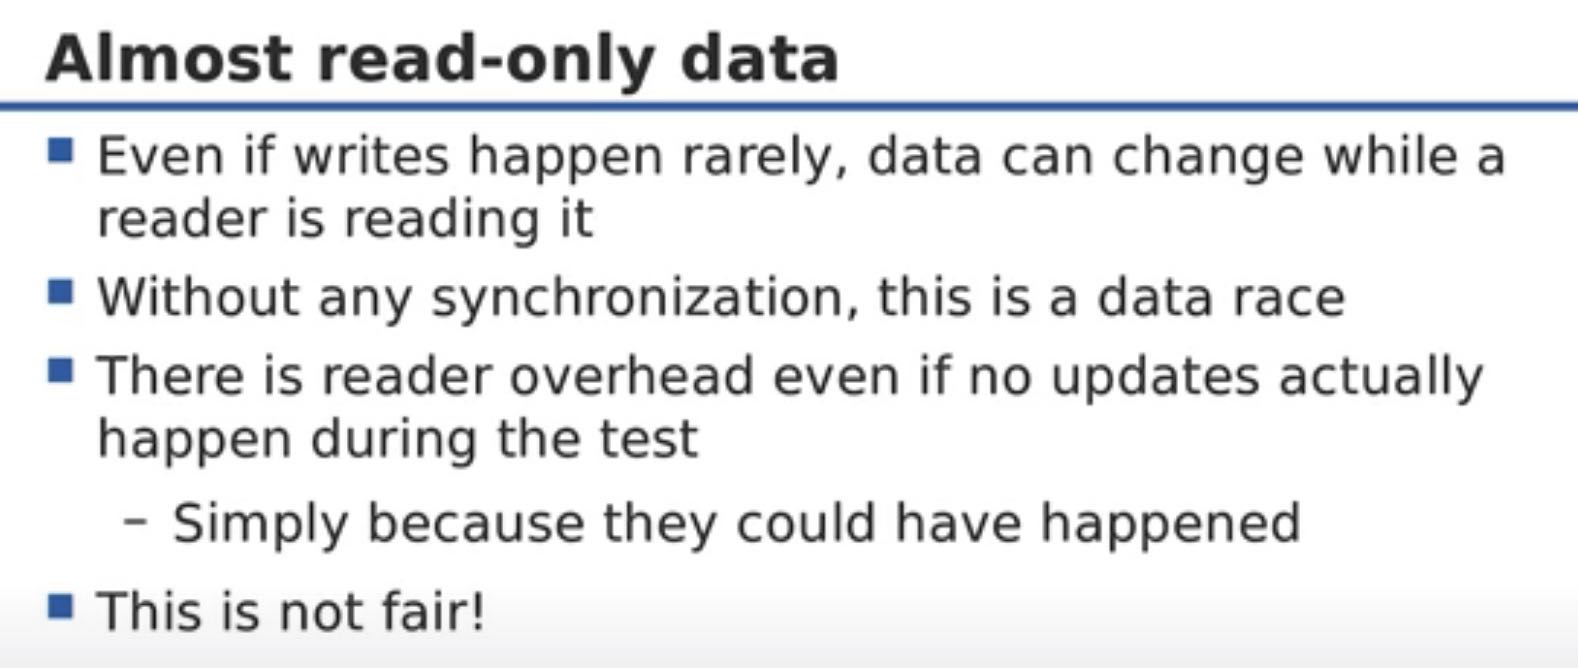 Almost read-only data
■ Even if writes happen rarely, data can change while a
reader is reading it
■ Without any synchronization, this is a data race
■ There is reader overhead even if no updates actually
happen during the test
– Simply because they could have happened
■ This is not fair!